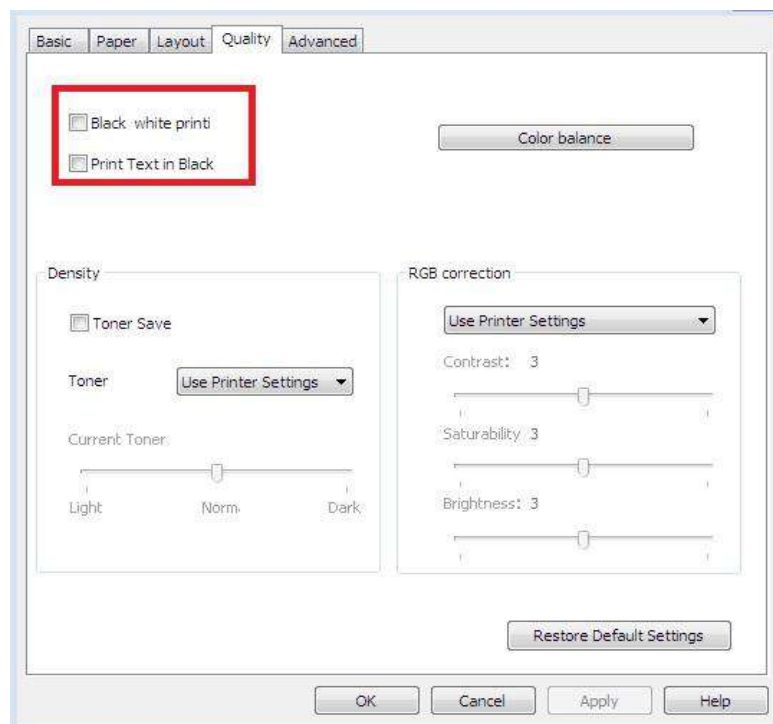 Basic Paper Layout Quality Advanced
Black white printi
Color balance
Print Text in Black
Density
RGB correction
Toner Save
Use Printer Settings
Contrast: 3
Toner Use Printer Settings
Current Toner
Saturability 3
Light Norm. Dark
Brightness: 3
Restore Default Settings
OK Cancel Apply Help